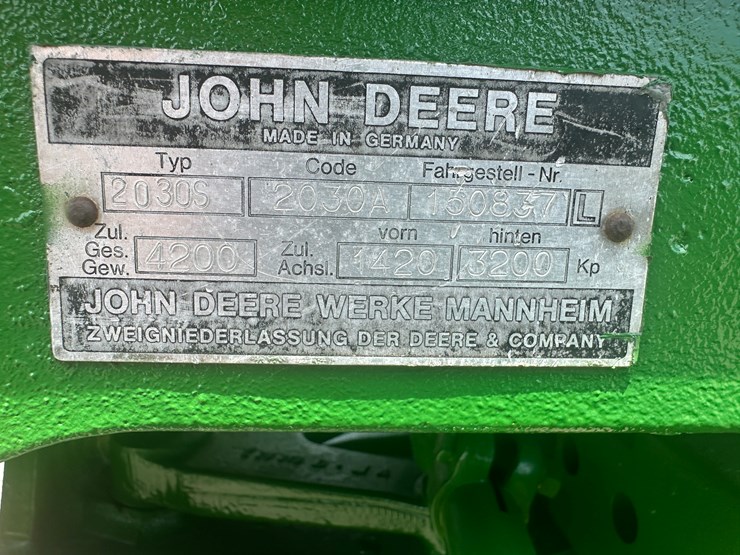 JOHN DEERE
MADE IN GERMANY
Typ Code Fahrgestell - Nr.
2030S 2030A 150837 L
Zul. Ges. Gew. 4200 Zul. Achsl. vorn 1420 hinten 3200 Kp
JOHN DEERE WERKE MANNHEIM
ZWEIGNIEDERLASSUNG DER DEERE & COMPANY